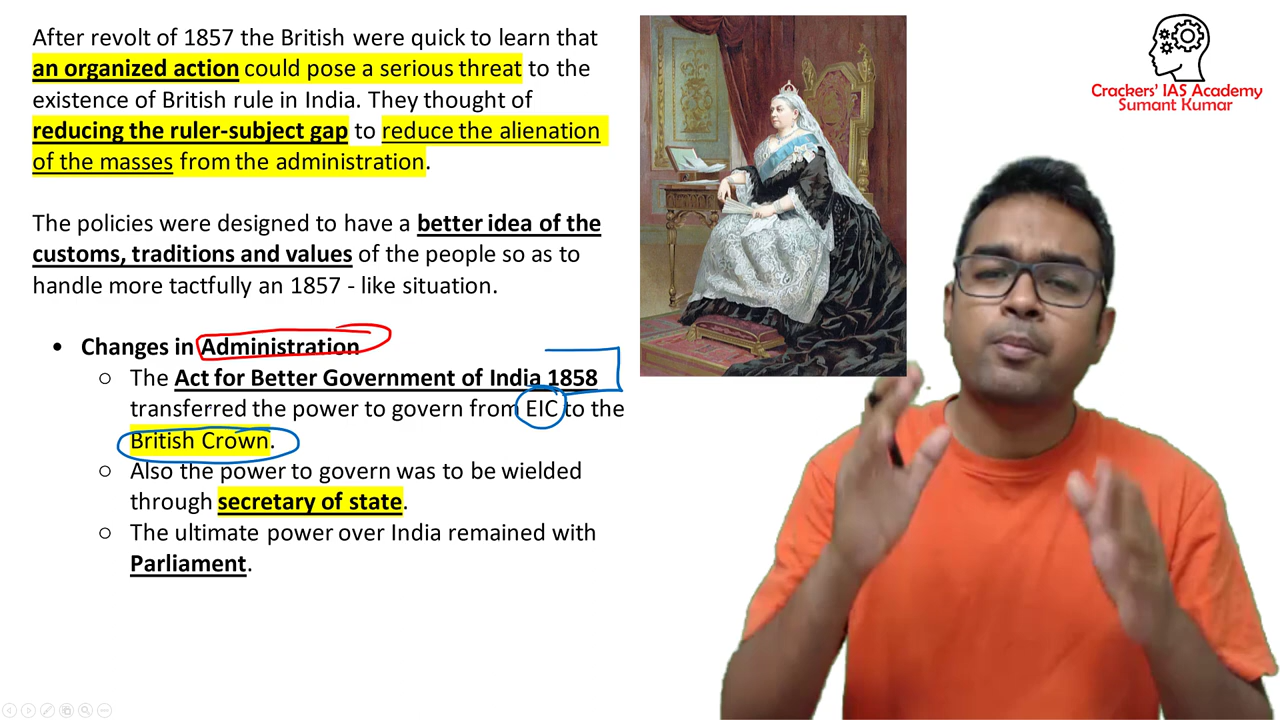 After revolt of 1857 the British were quick to learn that
an organized action could pose a serious threat to the
existence of British rule in India. They thought of
reducing the ruler-subject gap to reduce the alienation
of the masses from the administration.
The policies were designed to have a better idea of the
customs, traditions and values of the people so as to
handle more tactfully an 1857 - like situation.
• Changes in Administration
○ The Act for Better Government of India 1858
transferred the power to govern from EIC to the
British Crown.
○ Also the power to govern was to be wielded
through secretary of state.
○ The ultimate power over India remained with
Parliament.
Crackers' IAS Academy
Sumant Kumar